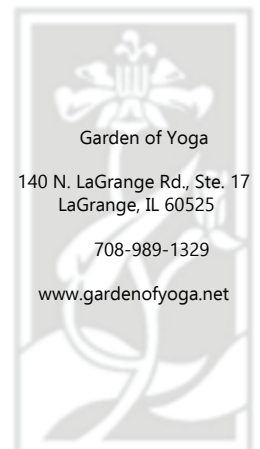 Garden of Yoga
140 N. LaGrange Rd., Ste. 17
LaGrange, IL 60525
708-989-1329
www.gardenofyoga.net